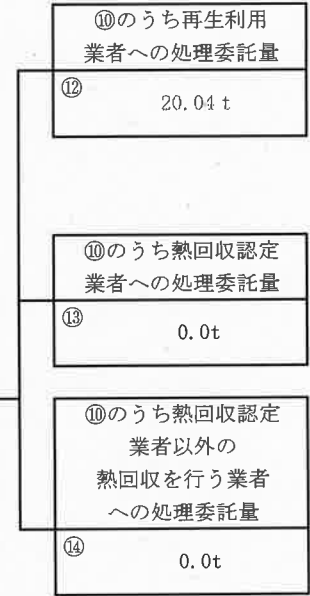 ⑩のうち再生利用
業者への処理委託量
⑫
20.04 t
⑩のうち熱回収認定
業者への処理委託量
⑬
0.0t
⑩のうち熱回収認定
業者以外の
熱回収を行う業者
への処理委託量
⑭
0.0t